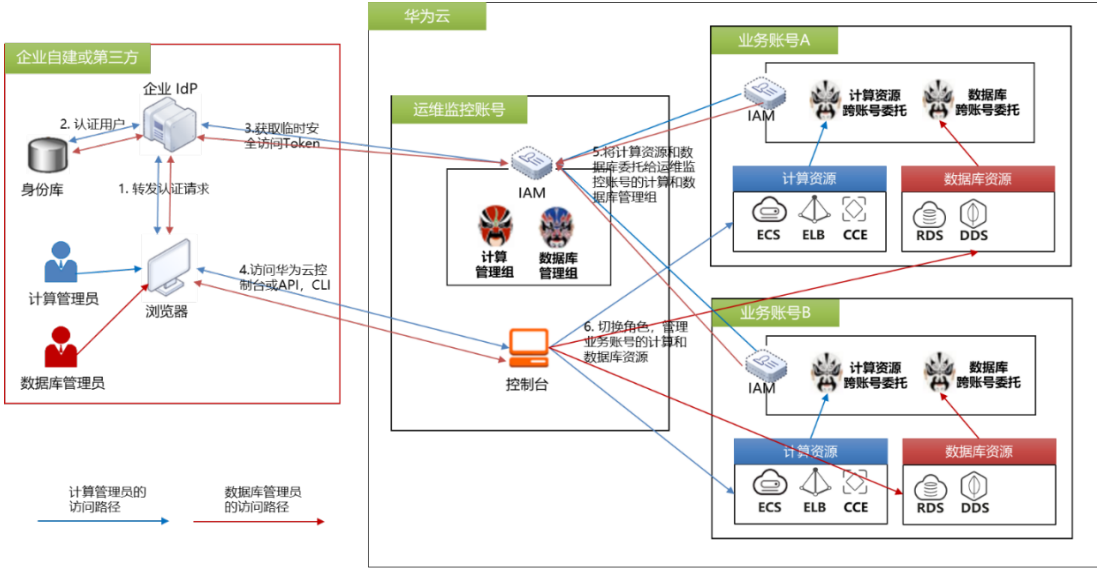 华为云
企业自建或第三方
企业 IdP
2. 认证用户
3.获取临时安
全访问Token
身份库
1. 转发认证请求
计算管理员
浏览器
4.访问华为云控
制台或API，CLI
数据库管理员
计算管理员的
访问路径
数据库管理员
的访问路径
运维监控账号
IAM
计算
管理组
数据库
管理组
5.将计算资源和数
据库委托给运维监
控账号的计算和数
据库管理组
控制台
6. 切换角色，管理
业务账号的计算和
数据库资源
业务账号A
IAM
计算资源
跨账号委托
数据库
跨账号委托
计算资源
ECS
ELB
CCE
数据库资源
RDS
DDS
业务账号B
IAM
计算资源
跨账号委托
数据库
跨账号委托
计算资源
ECS
ELB
CCE
数据库资源
RDS
DDS